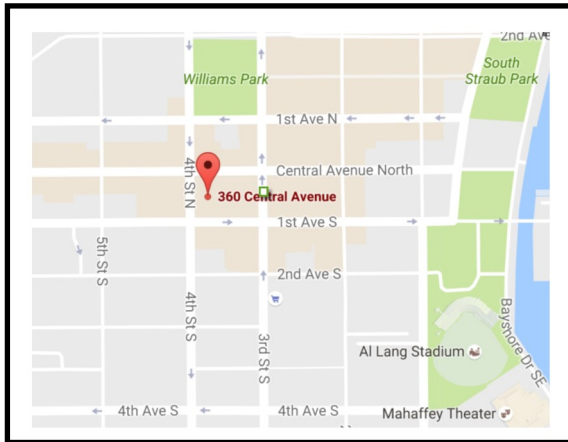 2nd Ave
South
Straub Park
Williams Park
1st Ave N
4th St N
Central Avenue North
360 Central Avenue
1st Ave S
5th St S
2nd Ave S
4th St S
3rd St S
Bayshore Dr SE
Al Lang Stadium
4th Ave S
4th Ave S
Mahaffey Theater